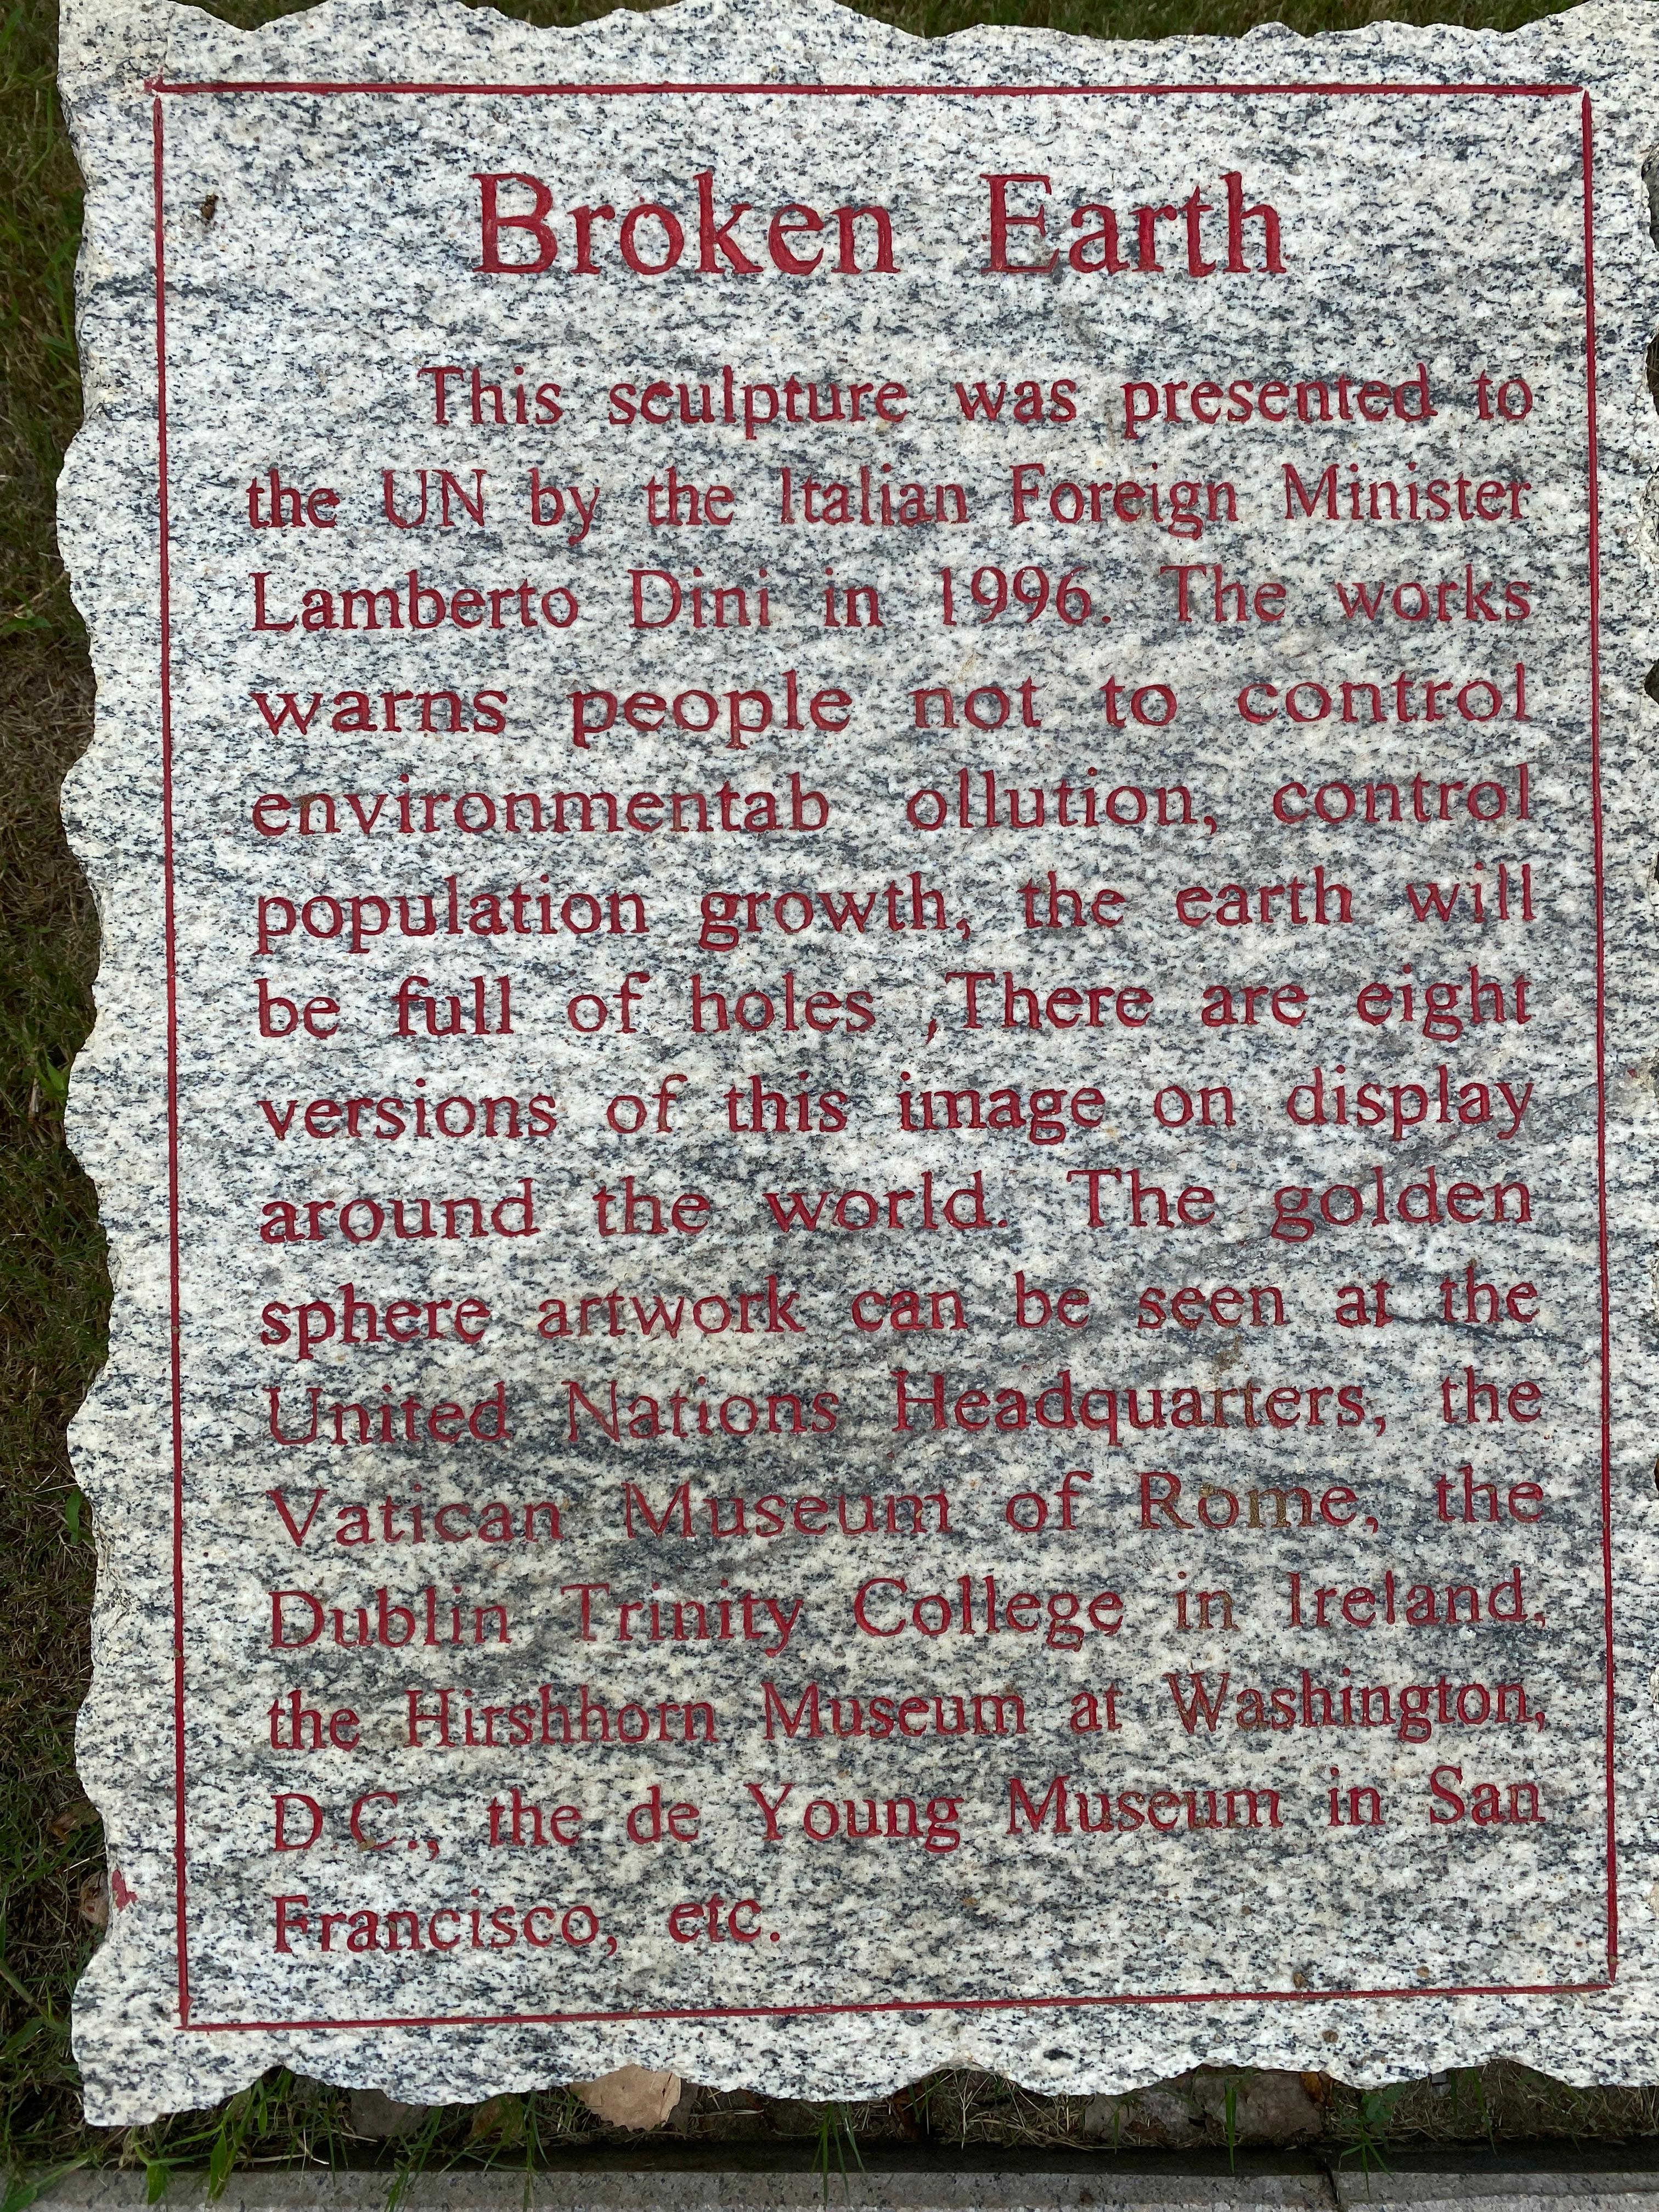 Broken Earth
This sculpture was presented to
the UN by the Italian Foreign Minister
Lamberto Dini in 1996. The works
warns people not to control
environmentab ollution, control
population growth, the earth will
be full of holes ,There are eight
versions of this image on display
around the world. The golden
sphere artwork can be seen at the
United Nations Headquarters, the
Vatican Museum of Rome, the
Dublin Trinity College in Ireland,
the Hirshhorn Museum at Washington,
D.C., the de Young Museum in San
Francisco, etc.